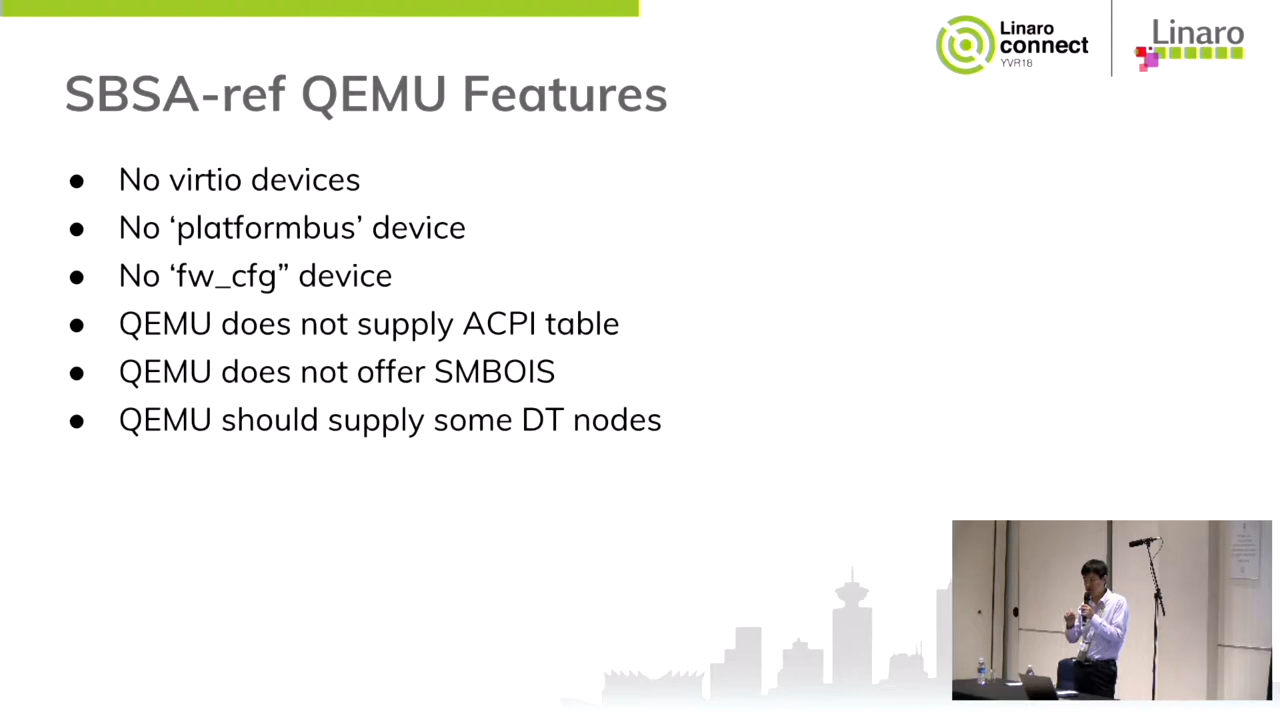 Linaro
connect
YVR18
Linaro
SBSA-ref QEMU Features
● No virtio devices
● No ‘platformbus’ device
● No ‘fw_cfg” device
● QEMU does not supply ACPI table
● QEMU does not offer SMBOIS
● QEMU should supply some DT nodes